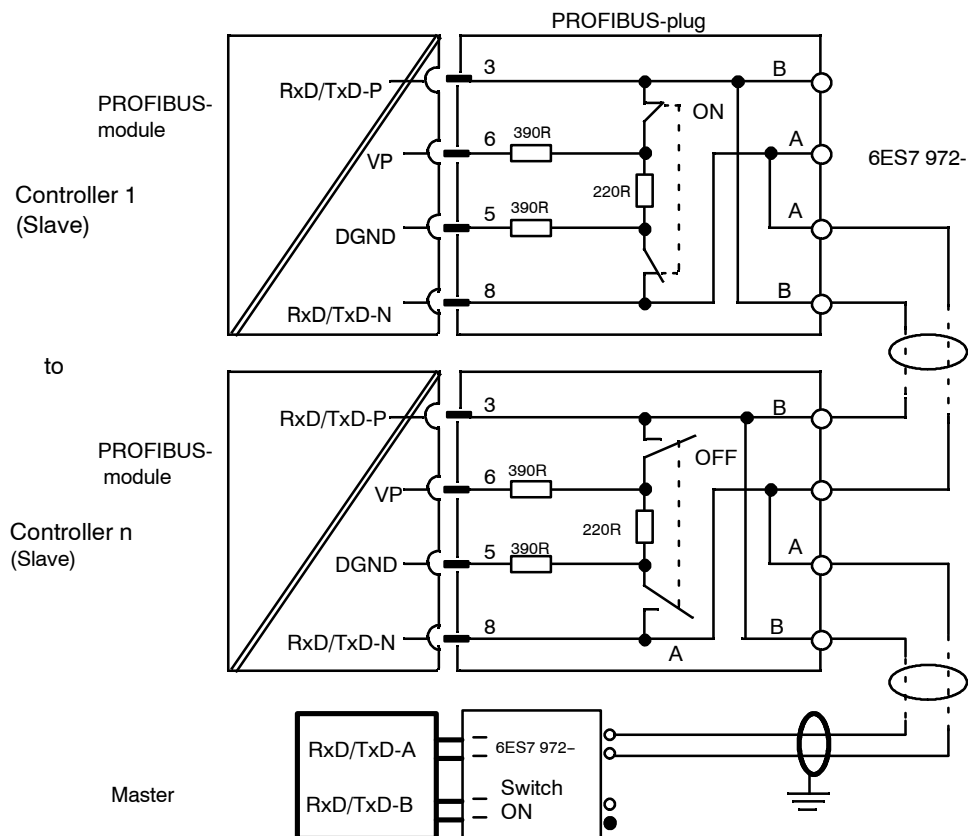 PROFIBUS-plug
PROFIBUS-
module
Controller 1
(Slave)
RxD/TxD-P
VP
DGND
RxD/TxD-N
3
6
390R
5
390R
8
220R
ON
B
A
A
B
6ES7 972-
to
PROFIBUS-
module
Controller n
(Slave)
RxD/TxD-P
VP
DGND
RxD/TxD-N
3
6
390R
5
390R
8
220R
OFF
B
A
B
A
Master
RxD/TxD-A
RxD/TxD-B
6ES7 972–
Switch
ON